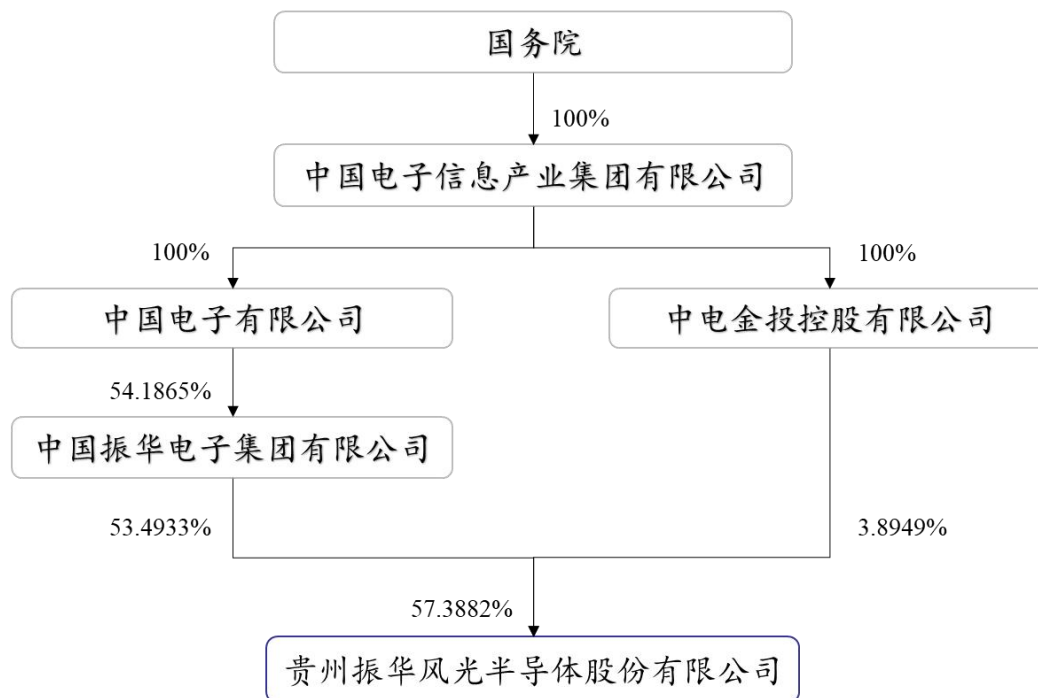 国务院
100%
中国电子信息产业集团有限公司
100%
100%
中国电子有限公司
中电金投控股有限公司
54.1865%
中国振华电子集团有限公司
53.4933%
3.8949%
57.3882%
贵州振华风光半导体股份有限公司